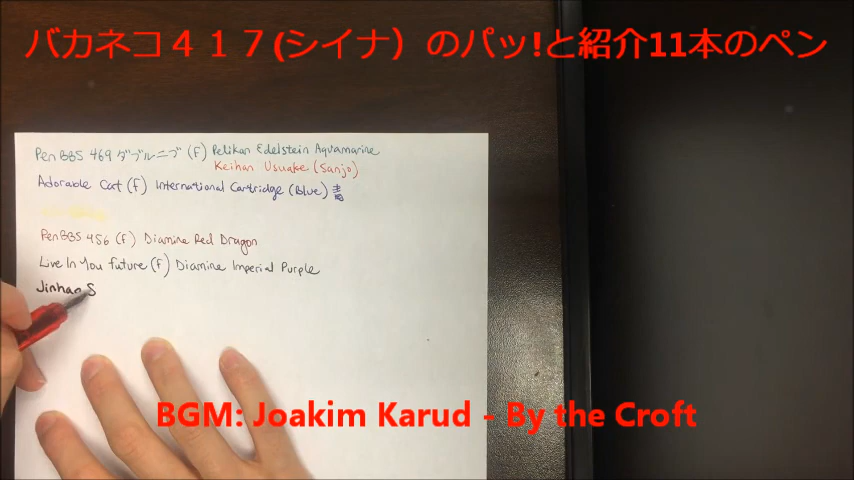 バカネコ４１７(シイナ）のパッ!と紹介11本のペン
PenBBS 469 ダブルニブ (F) Pelikan Edelstein Aquamarine
Keihan Usuake (Sanjo)
Adorable Cat (F) International Cartridge (Blue) 青
PenBBS 456 (F) Diamine Red Dragon
Live In You future (F) Diamine Imperial Purple
Jinhao S
BGM: Joakim Karud - By the Croft